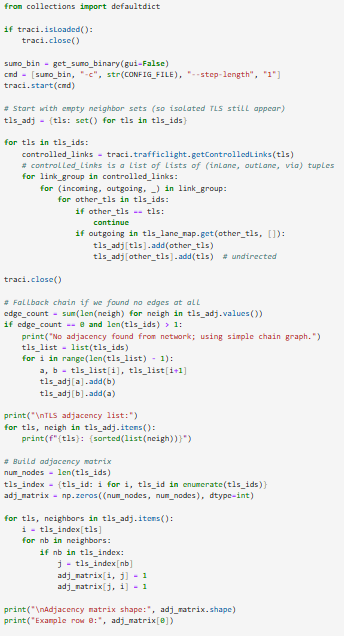 from collections import defaultdict

if traci.isLoaded():
    traci.close()

sumo_bin = get_sumo_binary(gui=False)
cmd = [sumo_bin, "-c", str(CONFIG_FILE), "--step-length", "1"]
traci.start(cmd)

# Start with empty neighbor sets (so isolated TLS still appear)
tls_adj = {tls: set() for tls in tls_ids}

for tls in tls_ids:
    controlled_links = traci.trafficlight.getControlledLinks(tls)
    # controlled_links is a list of lists of (inLane, outLane, via) tuples
    for link_group in controlled_links:
        for (incoming, outgoing, _) in link_group:
            for other_tls in tls_ids:
                if other_tls == tls:
                    continue
                if outgoing in tls_lane_map.get(other_tls, []):
                    tls_adj[tls].add(other_tls)
                    tls_adj[other_tls].add(tls)  # undirected

traci.close()

# Fallback chain if we found no edges at all
edge_count = sum(len(neigh) for neigh in tls_adj.values())
if edge_count == 0 and len(tls_ids) > 1:
    print("No adjacency found from network; using simple chain graph.")
    tls_list = list(tls_ids)
    for i in range(len(tls_list) - 1):
        a, b = tls_list[i], tls_list[i+1]
        tls_adj[a].add(b)
        tls_adj[b].add(a)

print("\nTLS adjacency list:")
for tls, neigh in tls_adj.items():
    print(f"{tls}: {sorted(list(neigh))}")

# Build adjacency matrix
num_nodes = len(tls_ids)
tls_index = {tls_id: i for i, tls_id in enumerate(tls_ids)}
adj_matrix = np.zeros((num_nodes, num_nodes), dtype=int)

for tls, neighbors in tls_adj.items():
    i = tls_index[tls]
    for nb in neighbors:
        if nb in tls_index:
            j = tls_index[nb]
            adj_matrix[i, j] = 1
            adj_matrix[j, i] = 1

print("\nAdjacency matrix shape:", adj_matrix.shape)
print("Example row 0:", adj_matrix[0])